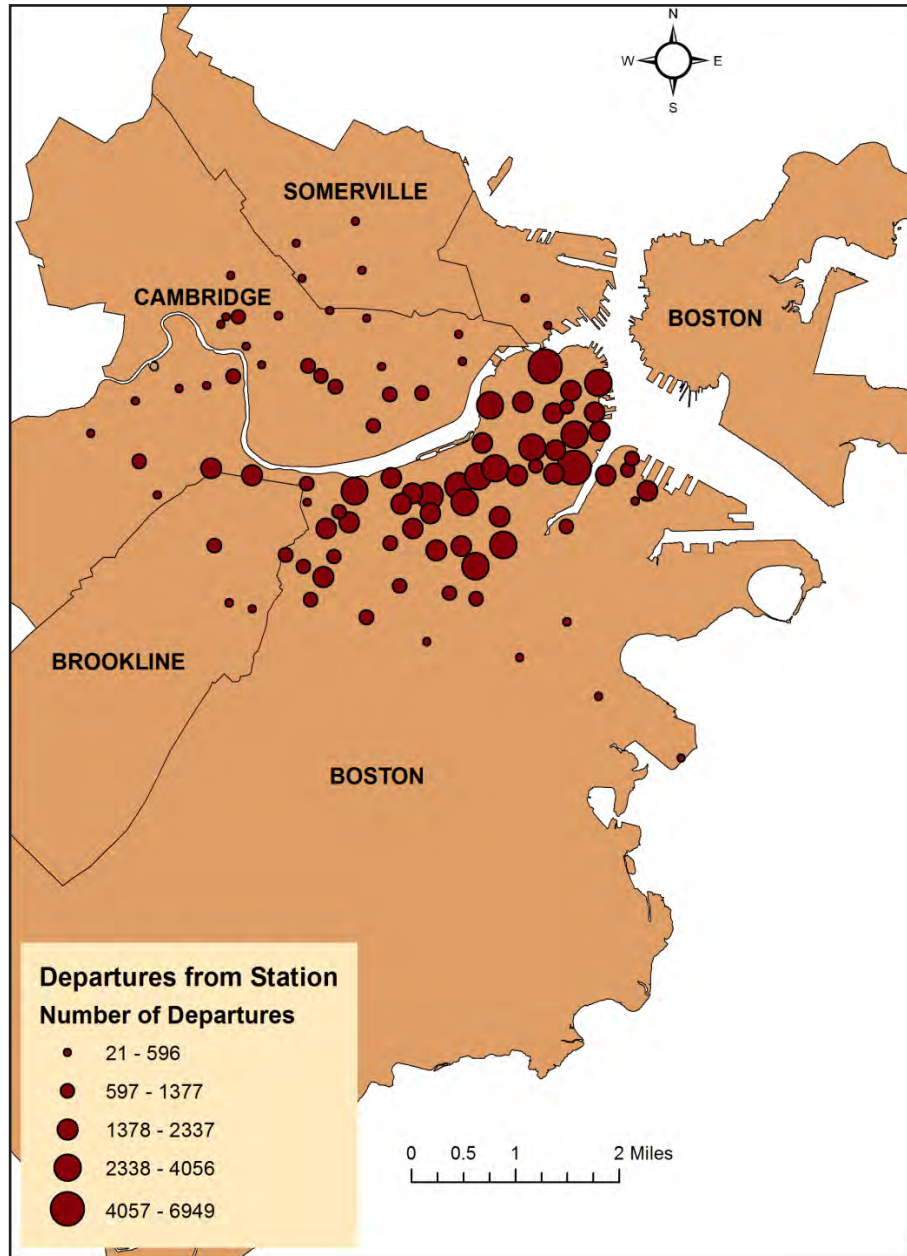 N
W E
S
SOMERVILLE
CAMBRIDGE
BOSTON
BROOKLINE
BOSTON
Departures from Station
Number of Departures
21 - 596
597 - 1377
1378 - 2337
2338 - 4056
4057 - 6949
0 0.5 1 2 Miles